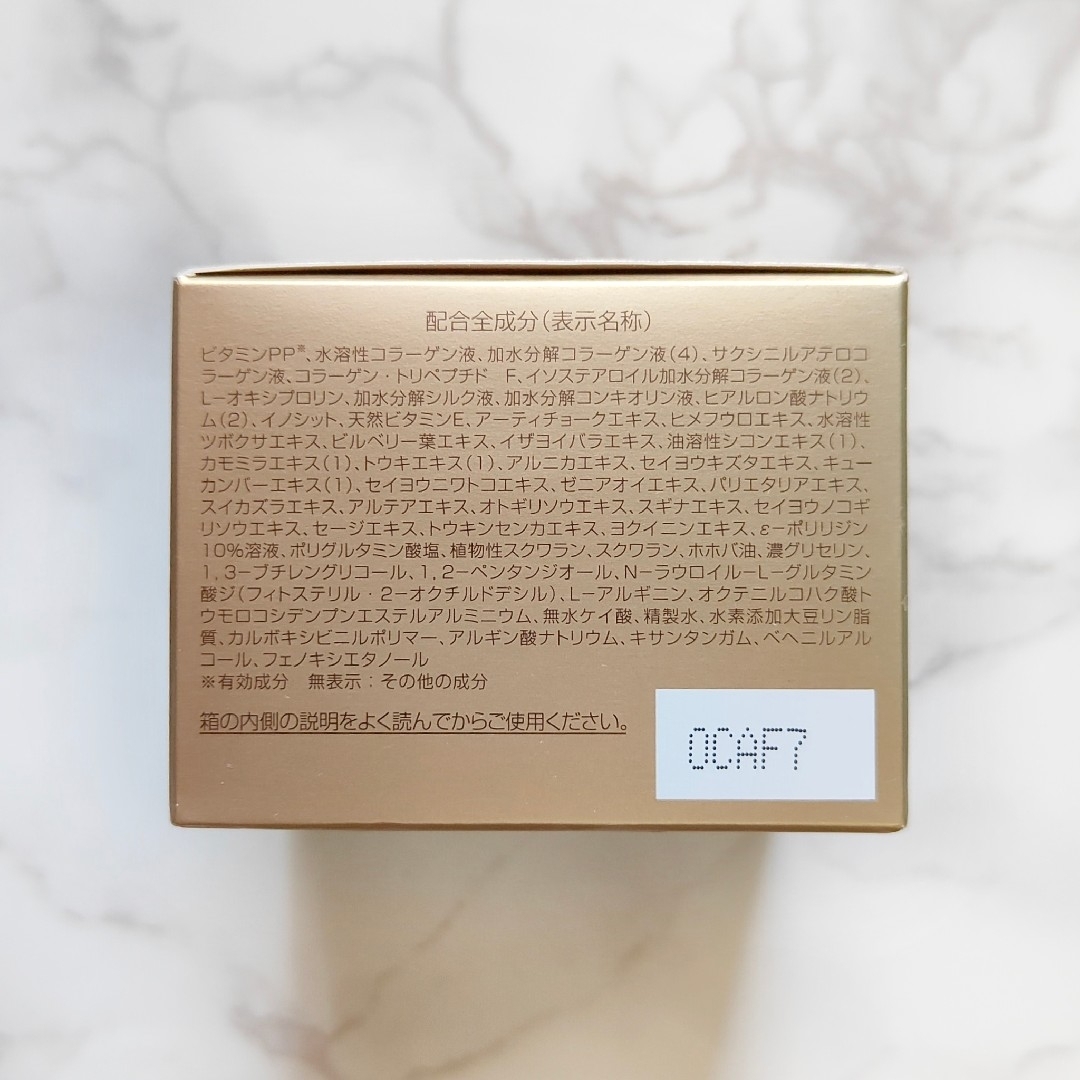 配合全成分(表示名称)
ビタミンPP※、水溶性コラーゲン液、加水分解コラーゲン液(4)、サクシニルアテロコ
ラーゲン液、コラーゲン・トリペプチド F、イソステアロイル加水分解コラーゲン液(2)、
L-オキシプロリン、加水分解シルク液、加水分解コンキオリン液、ヒアルロン酸ナトリウ
ム(2)、イノシット、天然ビタミンE、アーティチョークエキス、ヒメフウロエキス、水溶性
ツボクサエキス、ビルベリー葉エキス、イザヨイバラエキス、油溶性シコンエキス(1)、
カモミラエキス(1)、トウキエキス(1)、アルニカエキス、セイヨウキズタエキス、キュー
カンバーエキス(1)、セイヨウニワトコエキス、ゼニアオイエキス、パリエタリアエキス、
スイカズラエキス、アルテアエキス、オトギリソウエキス、スギナエキス、セイヨウノコギ
リソウエキス、セージエキス、トウキンセンカエキス、ヨクイニンエキス、ε-ポリリジン
10%溶液、ポリグルタミン酸塩、植物性スクワラン、スクワラン、ホホバ油、濃グリセリン、
1,3-ブチレングリコール、1,2-ペンタンジオール、N-ラウロイル-L-グルタミン
酸ジ(フィトステリル・2-オクチルドデシル)、L-アルギニン、オクテニルコハク酸ト
ウモロコシデンプンエステルアルミニウム、無水ケイ酸、精製水、水素添加大豆リン脂
質、カルボキシビニルポリマー、アルギン酸ナトリウム、キサンタンガム、ベヘニルアル
コール、フェノキシエタノール
※有効成分 無表示:その他の成分
箱の内側の説明をよく読んでからご使用ください。
0CAF7